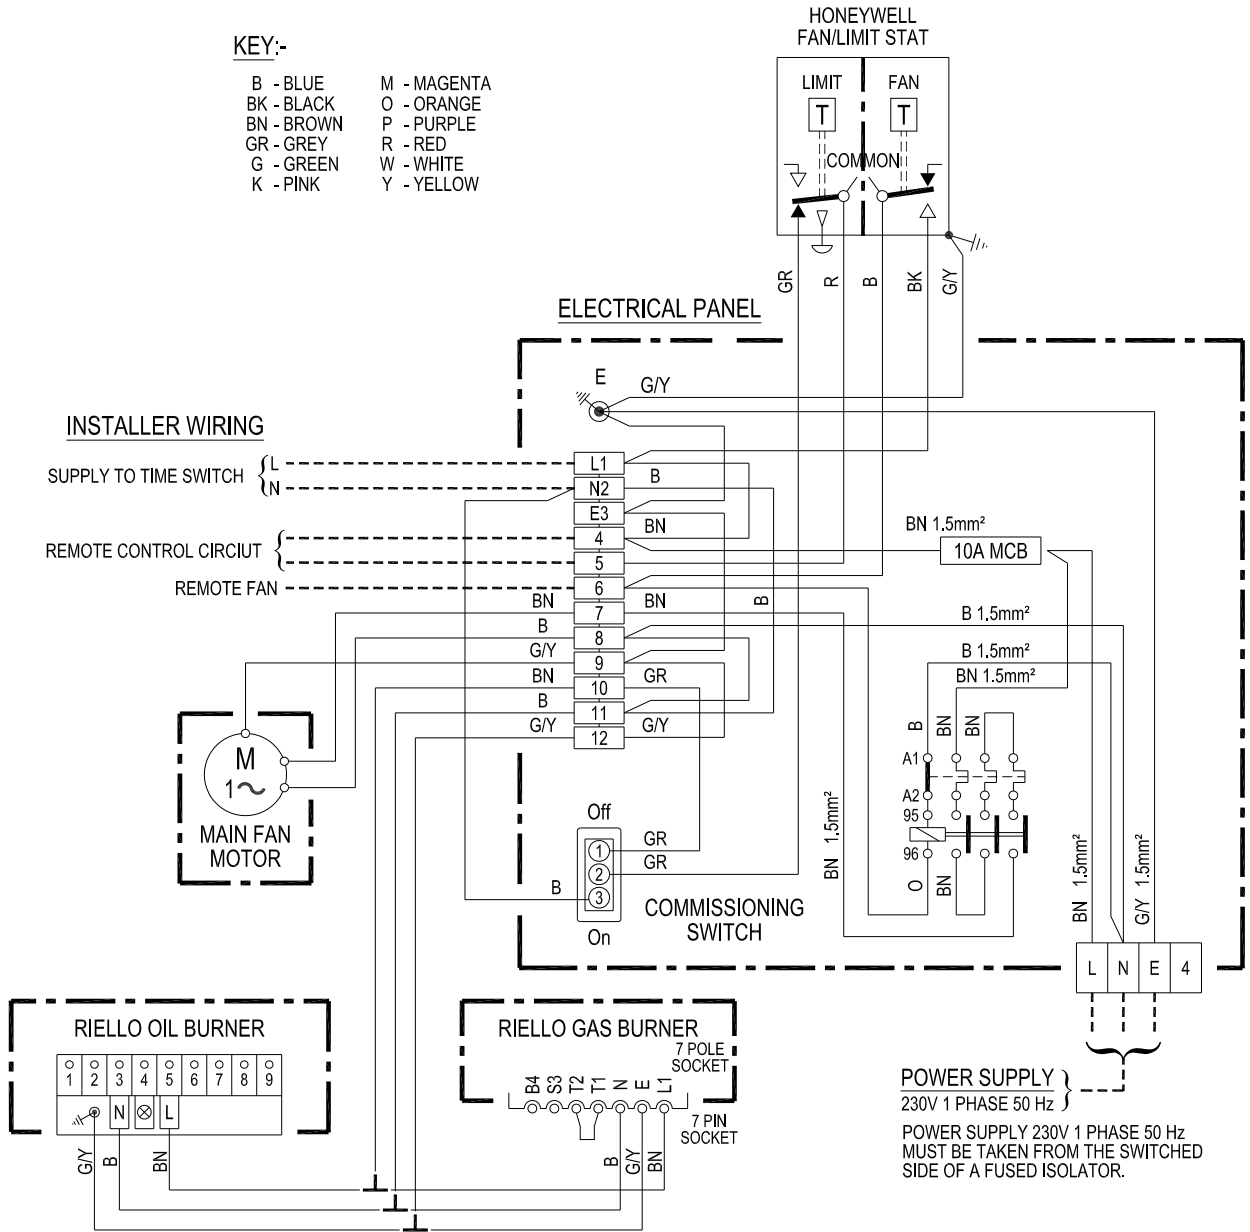 HONEYWELL
FAN/LIMIT STAT
KEY:-
B - BLUE
BK - BLACK
BN - BROWN
GR - GREY
G - GREEN
K - PINK
M - MAGENTA
O - ORANGE
P - PURPLE
R - RED
W - WHITE
Y - YELLOW
LIMIT
FAN
T
T
COMMON
GR
R
B
BK
G/Y
ELECTRICAL PANEL
E
G/Y
INSTALLER WIRING
SUPPLY TO TIME SWITCH
L
N
REMOTE CONTROL CIRCIUT
REMOTE FAN
L1
N2
E3
4
5
6
7
8
9
10
11
12
B
BN
BN
B
GR
G/Y
BN
B
G/Y
BN
B
G/Y
BN 1.5mm²
10A MCB
B 1.5mm²
B 1.5mm²
BN 1.5mm²
B
BN
BN
A1
A2
95
96
O
BN
BN 1.5mm²
BN 1.5mm²
G/Y 1.5mm²
M
1~
MAIN FAN
MOTOR
Off
1
2
3
On
GR
GR
B
COMMISSIONING
SWITCH
L
N
E
4
RIELLO OIL BURNER
1 2 3 4 5 6 7 8 9
N
L
G/Y
B
BN
RIELLO GAS BURNER
7 POLE
SOCKET
B4
S3
T2
T1
N
E
L1
7 PIN
SOCKET
B
G/Y
BN
POWER SUPPLY
230V 1 PHASE 50 Hz
POWER SUPPLY 230V 1 PHASE 50 Hz
MUST BE TAKEN FROM THE SWITCHED
SIDE OF A FUSED ISOLATOR.